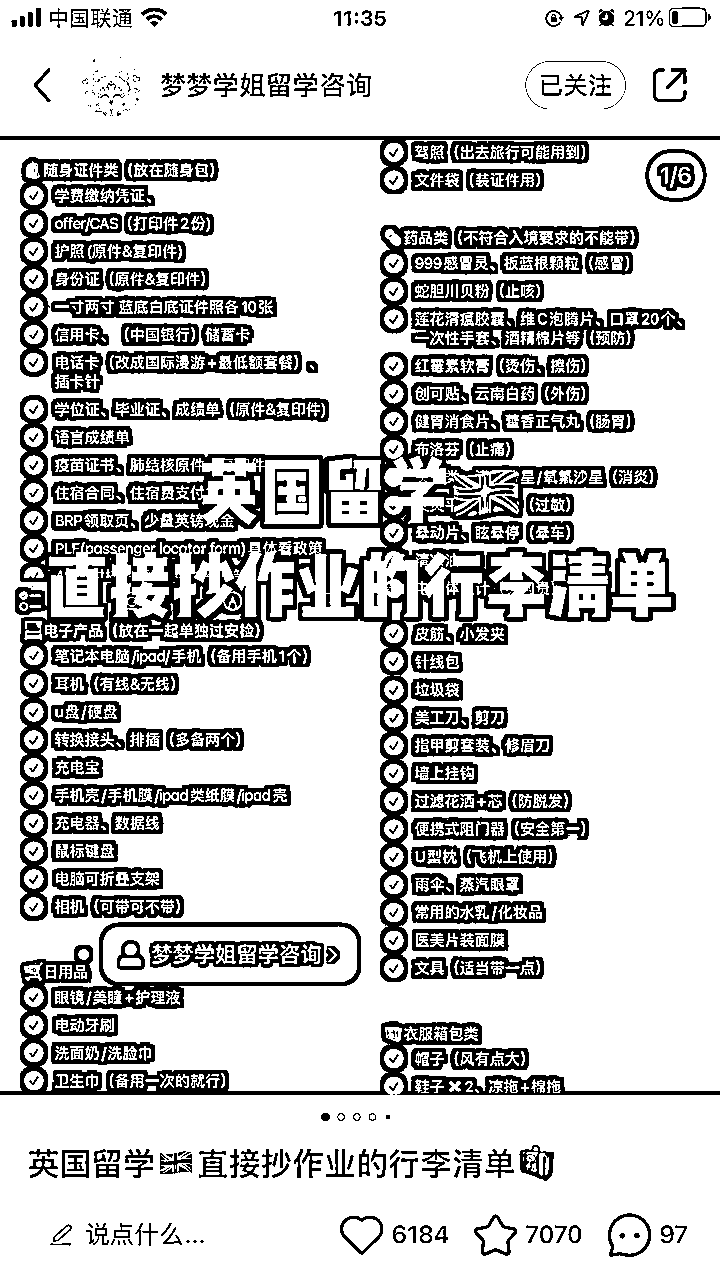 中国联通
11:35
21%
梦梦学姐留学咨询
已关注
1/6
随身证件类（放在随身包）
学费缴纳凭证、
offer/CAS（打印件2份）
护照(原件&复印件)
身份证（原件&复印件）
一寸两寸 蓝底白底证件照各10张
信用卡、（中国银行）储蓄卡
电话卡（改成国际漫游+最低额套餐）、
插卡针
学位证、毕业证、成绩单（原件&复印件）
语言成绩单
疫苗证书、肺结核原件
住宿合同、住宿费支付
BRP领取页、少量英镑现金
PLF(passenger locator form)具体看政策
电子产品（放在一起单独过安检）
笔记本电脑/ipad/手机（备用手机1个）
耳机（有线&无线）
u盘/硬盘
转换接头、排插（多备两个）
充电宝
手机壳/手机膜/ipad类纸膜/ipad壳
充电器、数据线
鼠标键盘
电脑可折叠支架
相机（可带可不带）
日用品
眼镜/美瞳+护理液
电动牙刷
洗面奶/洗脸巾
卫生巾（备用一次的就行）
驾照（出去旅行可能用到）
文件袋（装证件用）
药品类（不符合入境要求的不能带）
999感冒灵、板蓝根颗粒（感冒）
蛇胆川贝粉（止咳）
莲花清瘟胶囊、维C泡腾片、口罩20个、
一次性手套、酒精棉片等（预防）
红霉素软膏（烫伤、擦伤）
创可贴、云南白药（外伤）
健胃消食片、藿香正气丸（肠胃）
布洛芬（止痛）
星/氧氟沙星（消炎）
（过敏）
晕动片、眩晕停（晕车）
皮筋、小发夹
针线包
垃圾袋
美工刀、剪刀
指甲剪套装、修眉刀
墙上挂钩
过滤花洒+芯（防脱发）
便携式阻门器（安全第一）
U型枕（飞机上使用）
雨伞、蒸汽眼罩
常用的水乳/化妆品
医美片装面膜
文具（适当带一点）
衣服箱包类
帽子（风有点大）
鞋子✖2、凉拖+棉拖
英国留学🇬🇧
直接抄作业的行李清单
梦梦学姐留学咨询 >
英国留学🇬🇧直接抄作业的行李清单
说点什么...
6184
7070
97